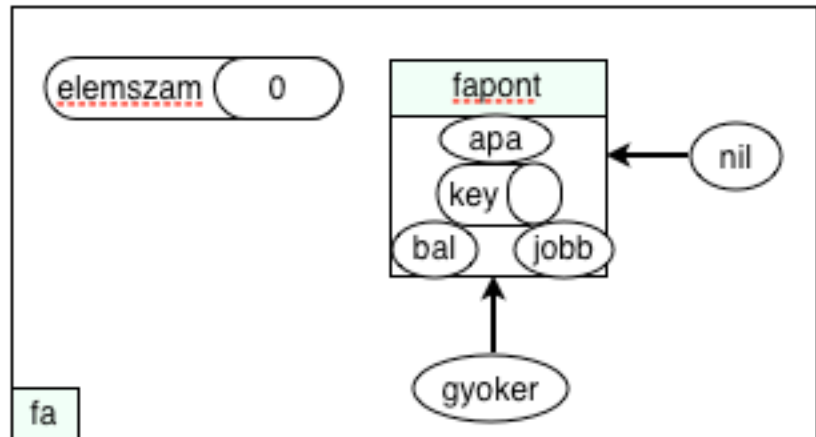 elemszam 0
fapont
apa
nil
key
bal jobb
gyoker
fa